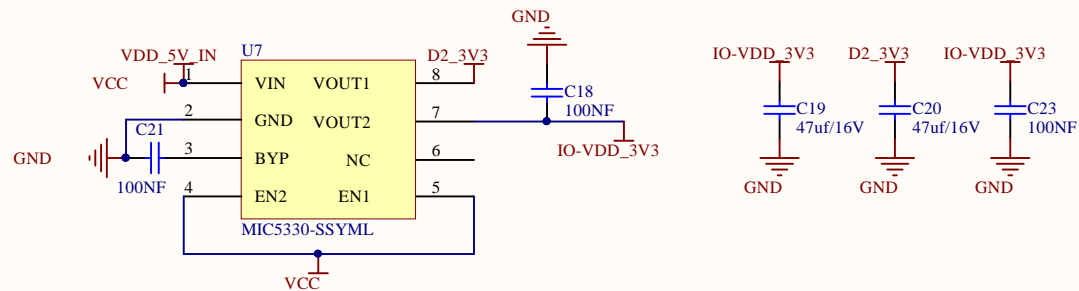 GND
U7
VDD_5V_IN
D2_3V3
IO-VDD_3V3
D2_3V3
IO-VDD_3V3
1
8
VCC
VIN
VOUT1
C18
100NF
C19
47uf/16V
C20
47uf/16V
C23
100NF
2
7
GND
VOUT2
C21
IO-VDD_3V3
3
6
GND
BYP
NC
100NF
4
5
EN2
EN1
GND
GND
GND
MIC5330-SSYML
VCC